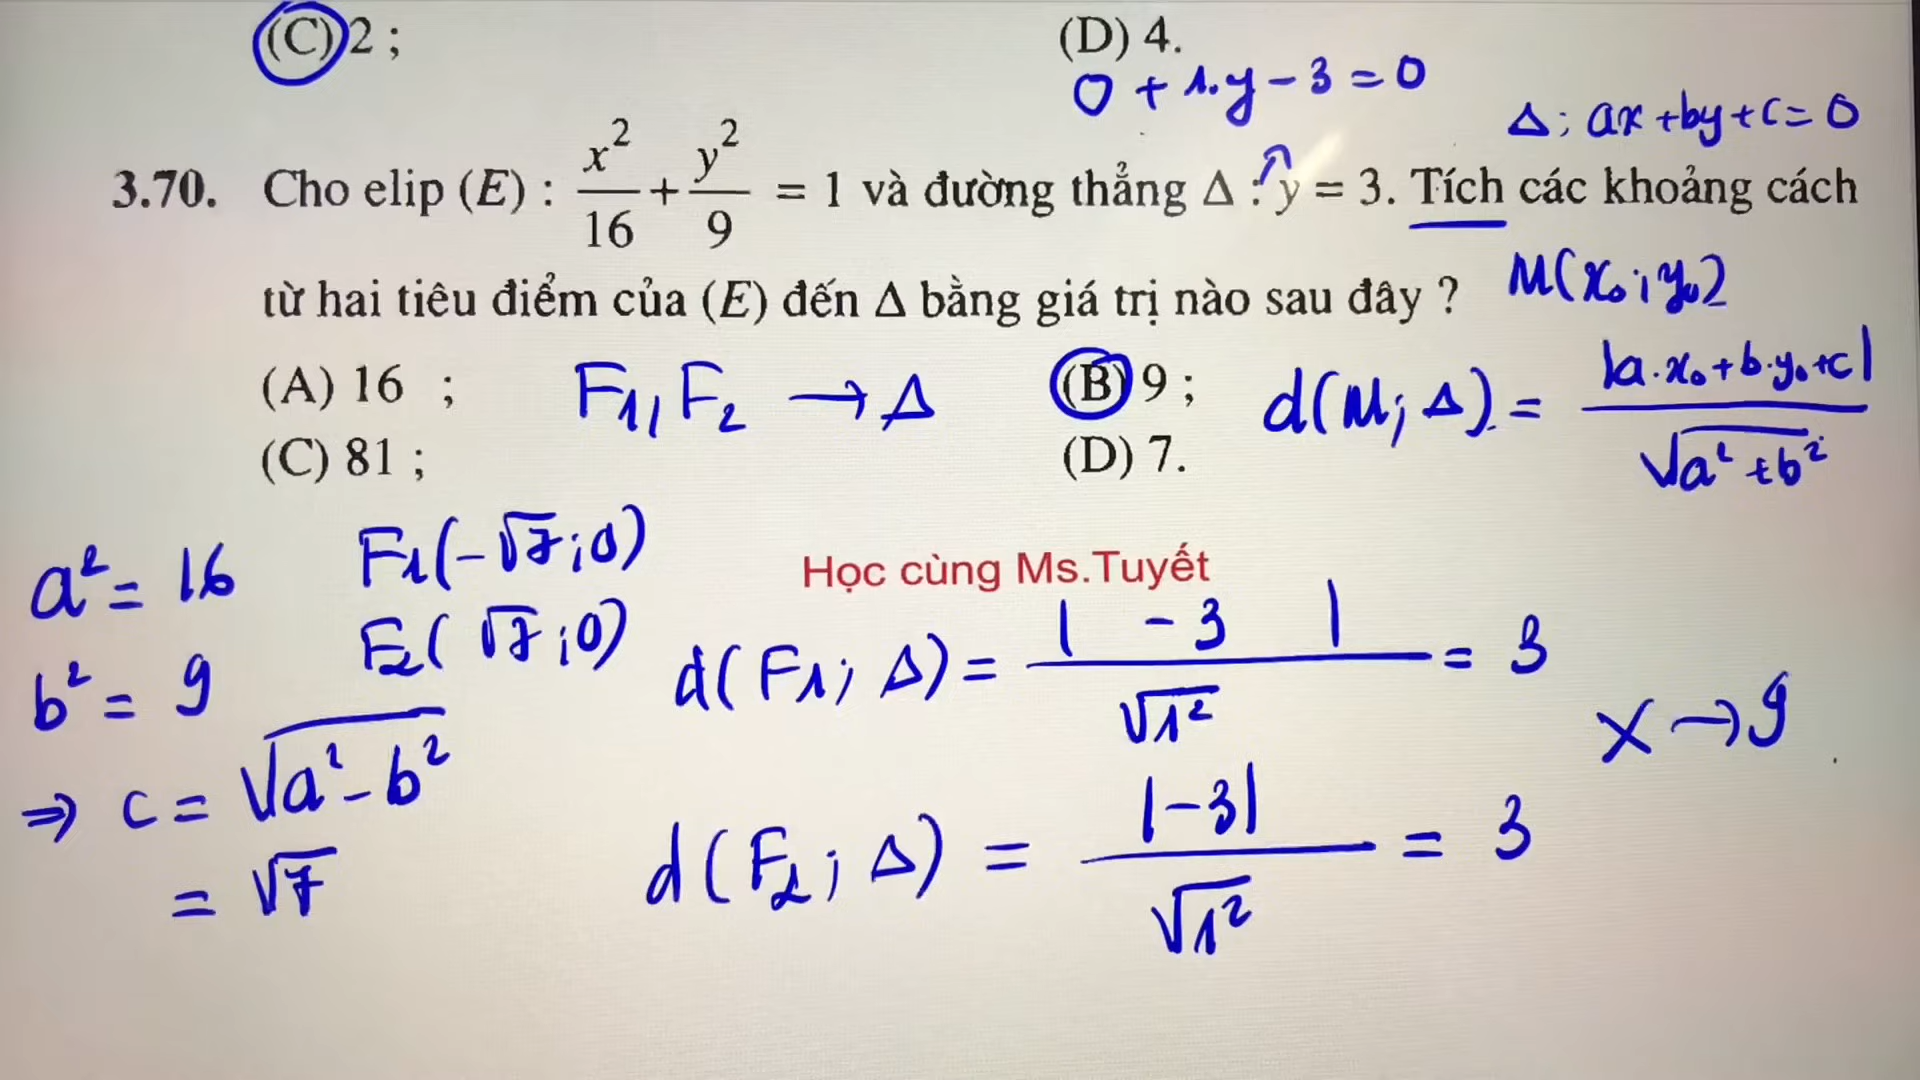 (C) 2 ;
(D) 4.
0 + 1.y - 3 = 0
Δ: ax + by + c = 0
3.70. Cho elip (E) : x²/16 + y²/9 = 1 và đường thẳng Δ : y = 3. Tích các khoảng cách
từ hai tiêu điểm của (E) đến Δ bằng giá trị nào sau đây ?
M(x₀; y₀)
(A) 16 ;
F₁, F₂ → Δ
(B) 9 ;
d(M; Δ) = |a.x₀ + b.y₀ + c| / √(a² + b²)
(C) 81 ;
(D) 7.
a² = 16
F₁(-√7; 0)
Học cùng Ms.Tuyết
b² = 9
F₂(√7; 0)
d(F₁; Δ) = |-3| / √1² = 3
x → 9
⇒ c = √(a² - b²)
d(F₂; Δ) = |-3| / √1² = 3
= √7